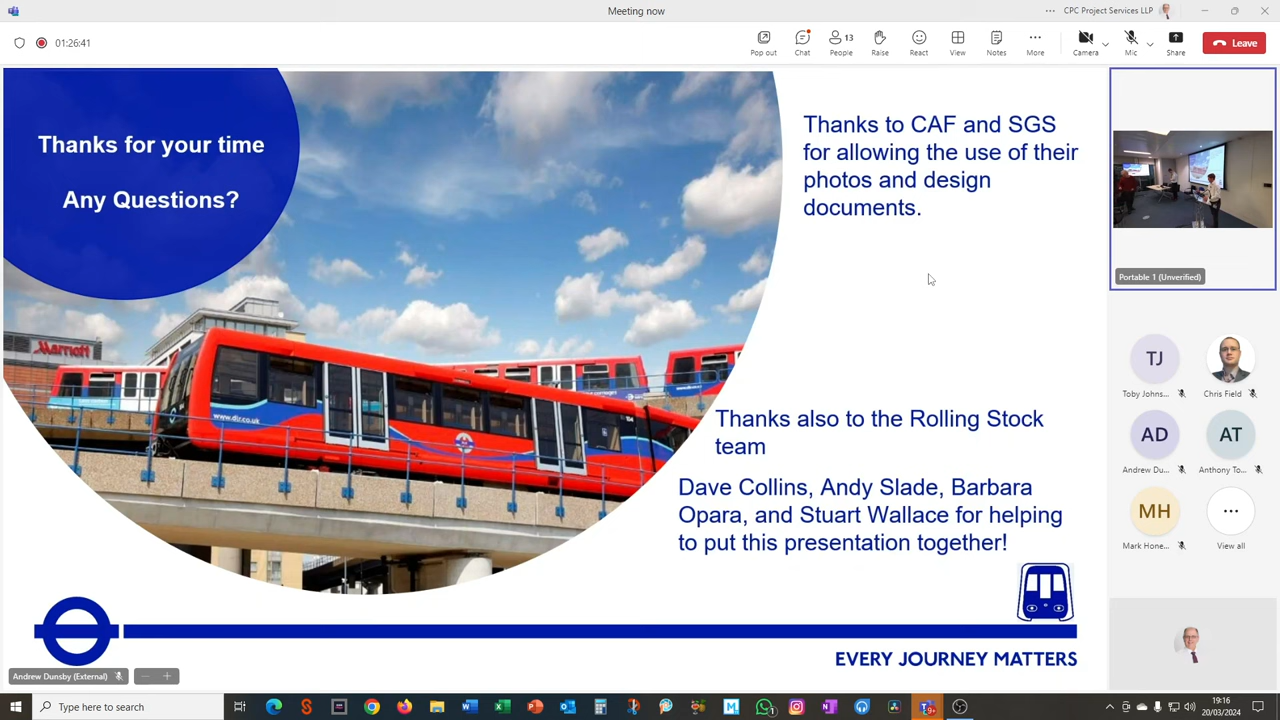 Meeting now
CPC Project Services LLP
01:26:41
Pop out
Chat
13
People
Raise
React
View
Notes
More
Camera
Mic
Share
Leave
Thanks for your time
Any Questions?
Thanks to CAF and SGS
for allowing the use of their
photos and design
documents.
Marriott
www.dlr.co.uk
Thanks also to the Rolling Stock
team
Dave Collins, Andy Slade, Barbara
Opara, and Stuart Wallace for helping
to put this presentation together!
EVERY JOURNEY MATTERS
Andrew Dunsby (External)
Portable 1 (Unverified)
TJ
Toby Johns...
Chris Field
AD
Andrew Du...
AT
Anthony To...
MH
Mark Hone...
View all
Type here to search
19:16
20/03/2024